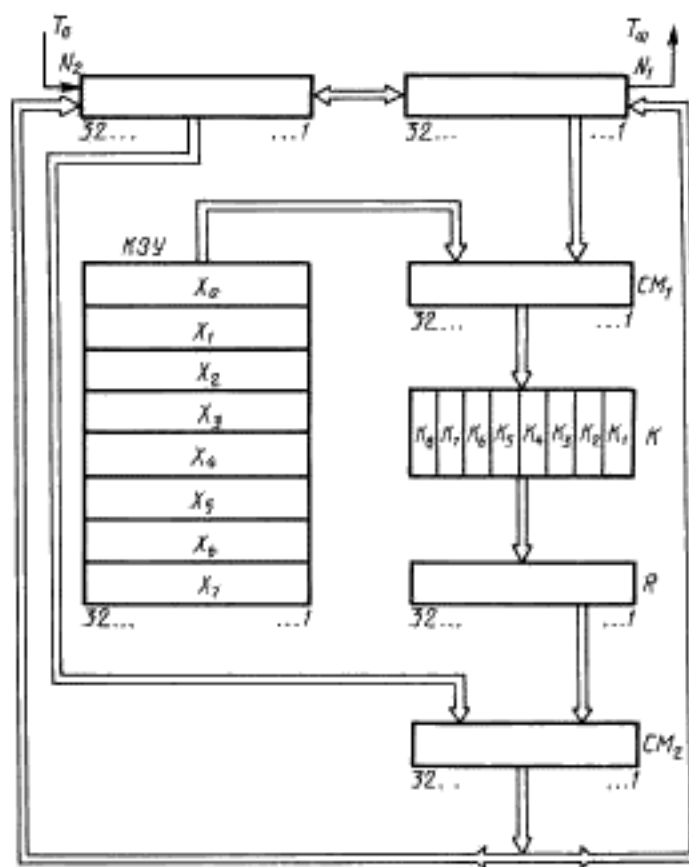 T₀ Tш
N₂ N₁
32... ...1 32... ...1
КЗУ
X₀ CM₁
32... ...1
X₁
X₂
X₃ K₈ K₇ K₆ K₅ K₄ K₃ K₂ K₁ K
X₄
X₅
X₆
X₇ R
32... ...1 32... ...1
CM₂
32.. ...1